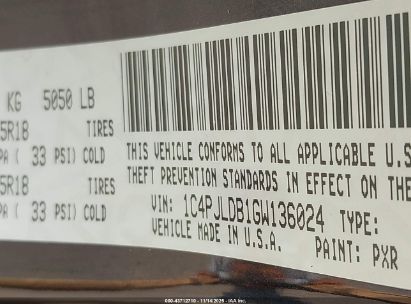 KG 5050 LB
5R18 TIRES
PA ( 33 PSI) COLD
5R18 TIRES
PA ( 33 PSI) COLD
THIS VEHICLE CONFORMS TO ALL APPLICABLE U.S
THEFT PREVENTION STANDARDS IN EFFECT ON THE
VIN: 1C4PJLDB1GW136024 TYPE:
VEHICLE MADE IN U.S.A. PAINT: PXR